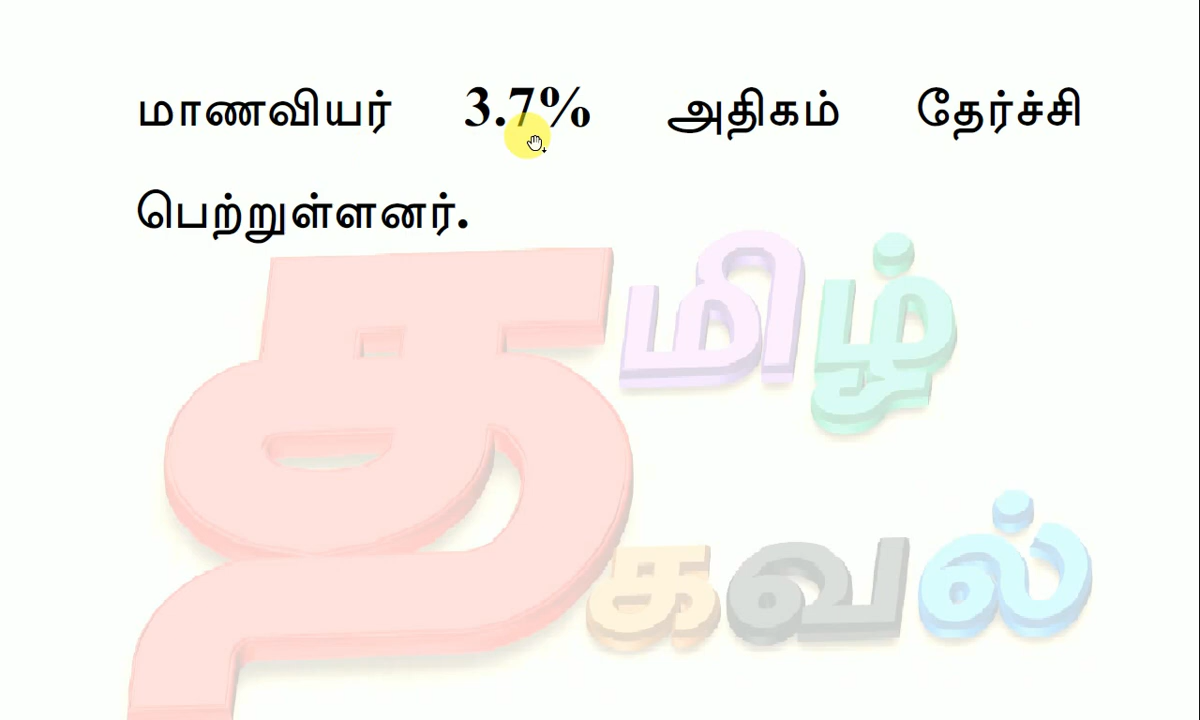 மாணவியர் 3.7% அதிகம் தேர்ச்சி
பெற்றுள்ளனர்.
தமிழ்
தகவல்